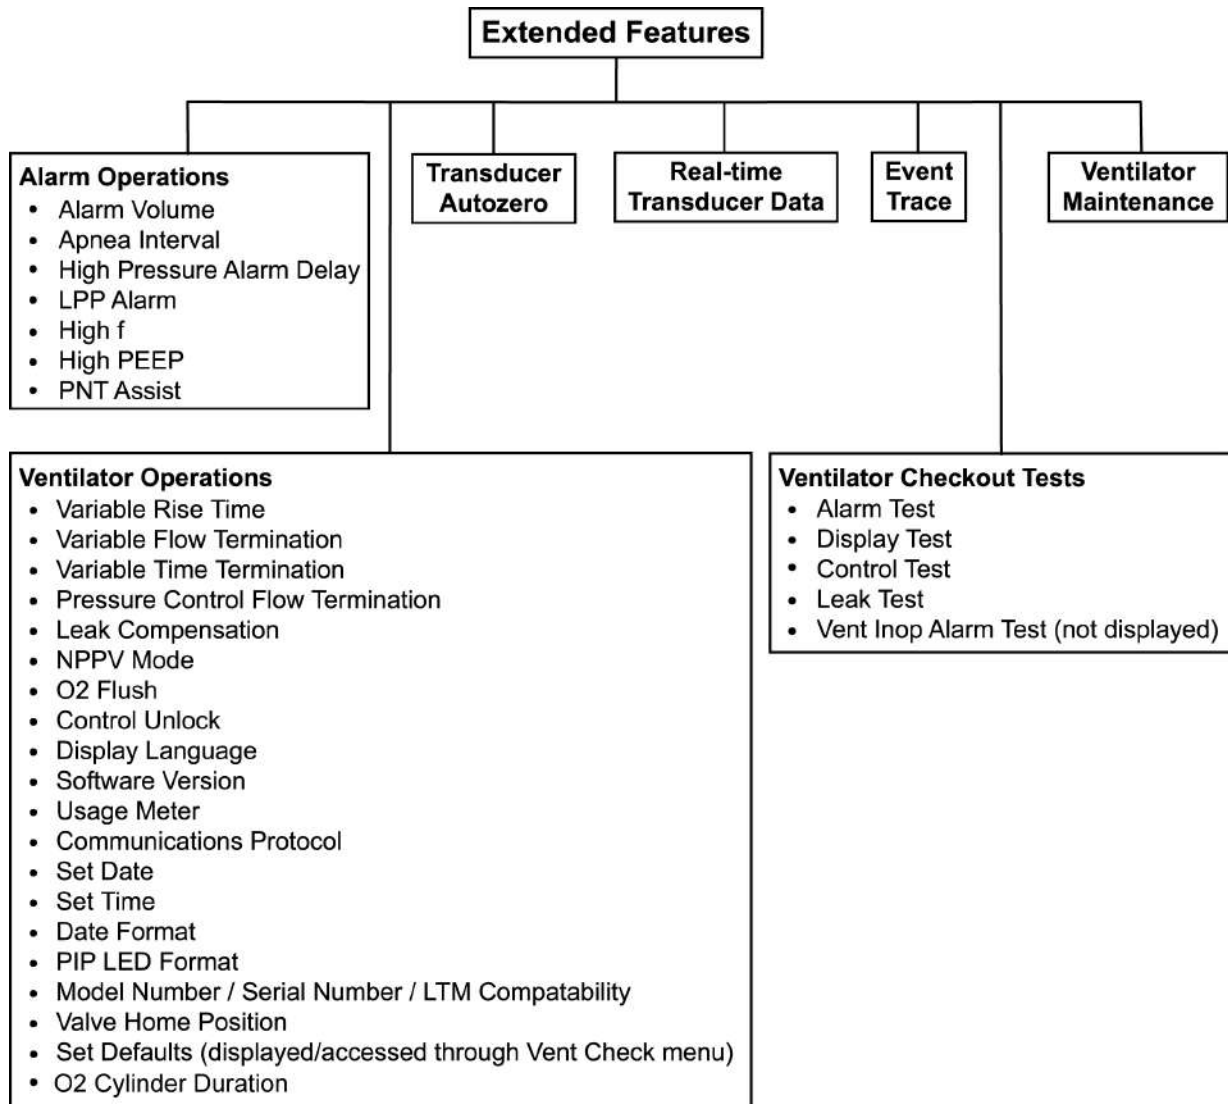 Extended Features
Alarm Operations
• Alarm Volume
• Apnea Interval
• High Pressure Alarm Delay
• LPP Alarm
• High f
• High PEEP
• PNT Assist
Transducer
Autozero
Real-time
Transducer Data
Event
Trace
Ventilator
Maintenance
Ventilator Operations
• Variable Rise Time
• Variable Flow Termination
• Variable Time Termination
• Pressure Control Flow Termination
• Leak Compensation
• NPPV Mode
• O2 Flush
• Control Unlock
• Display Language
• Software Version
• Usage Meter
• Communications Protocol
• Set Date
• Set Time
• Date Format
• PIP LED Format
• Model Number / Serial Number / LTM Compatability
• Valve Home Position
• Set Defaults (displayed/accessed through Vent Check menu)
• O2 Cylinder Duration
Ventilator Checkout Tests
• Alarm Test
• Display Test
• Control Test
• Leak Test
• Vent Inop Alarm Test (not displayed)